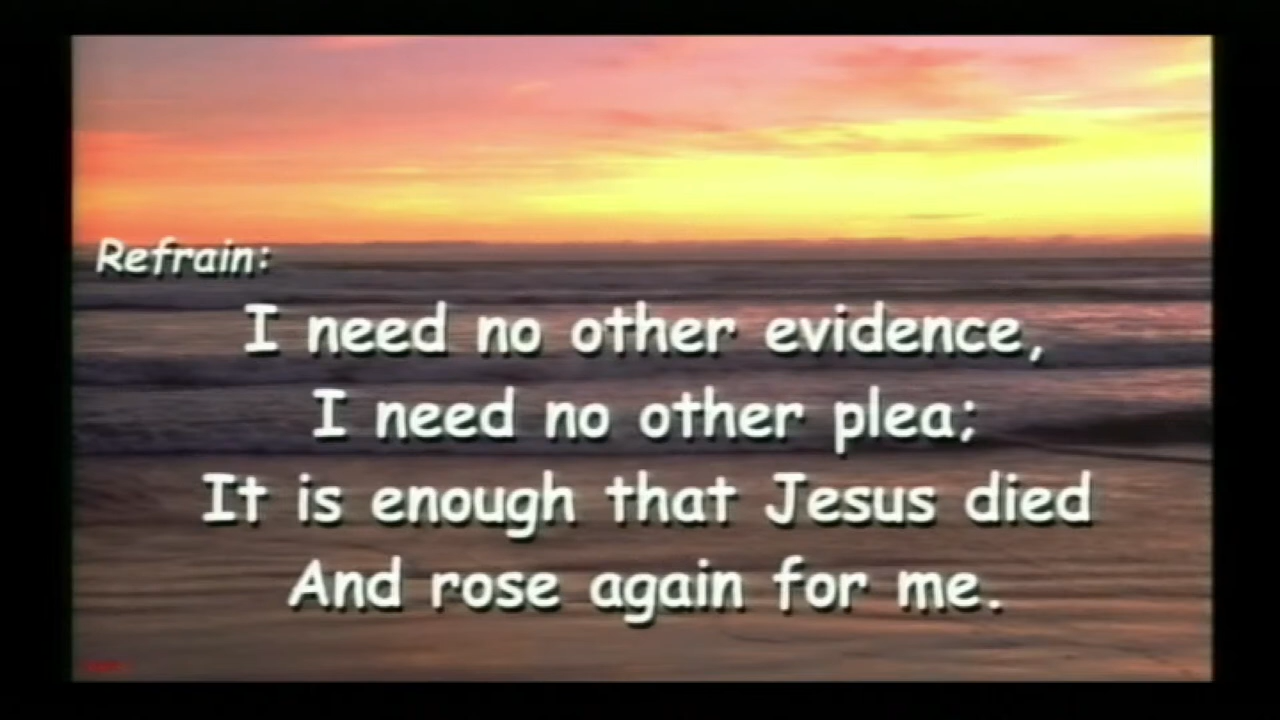 Refrain:
I need no other evidence,
I need no other plea;
It is enough that Jesus died
And rose again for me.